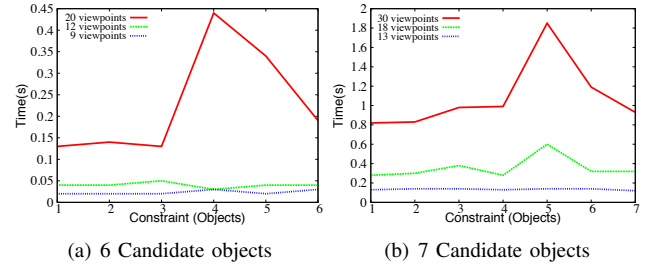 0.45
0.4
0.35
0.3
0.25
0.2
0.15
0.1
0.05
0
Time(s)
20 viewpoints
12 viewpoints
9 viewpoints
1 2 3 4 5 6
Constraint (Objects)
(a) 6 Candidate objects
2
1.8
1.6
1.4
1.2
1
0.8
0.6
0.4
0.2
0
Time(s)
30 viewpoints
18 viewpoints
13 viewpoints
1 2 3 4 5 6 7
Constraint (Objects)
(b) 7 Candidate objects